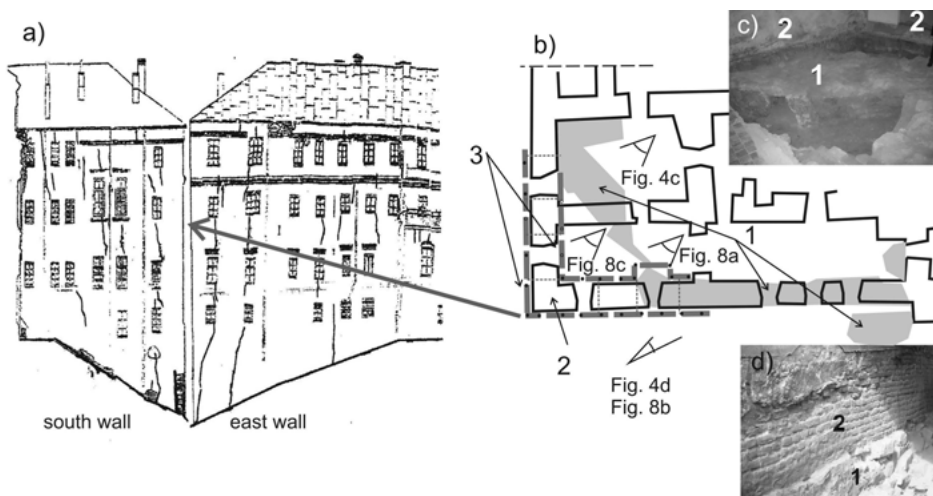 a)
south wall
east wall
b)
3
Fig. 4c
1
Fig. 8c
Fig. 8a
2
Fig. 4d
Fig. 8b
c)
2
2
1
d)
2
1